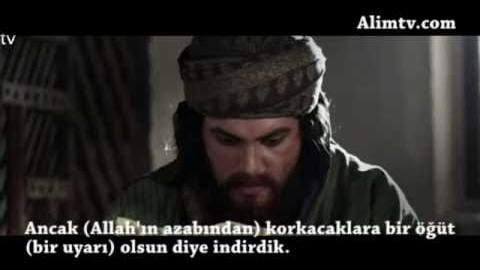 Alimtv.com
tv
Ancak (Allah'ın azabından) korkacaklara bir öğüt
(bir uyarı) olsun diye indirdik.